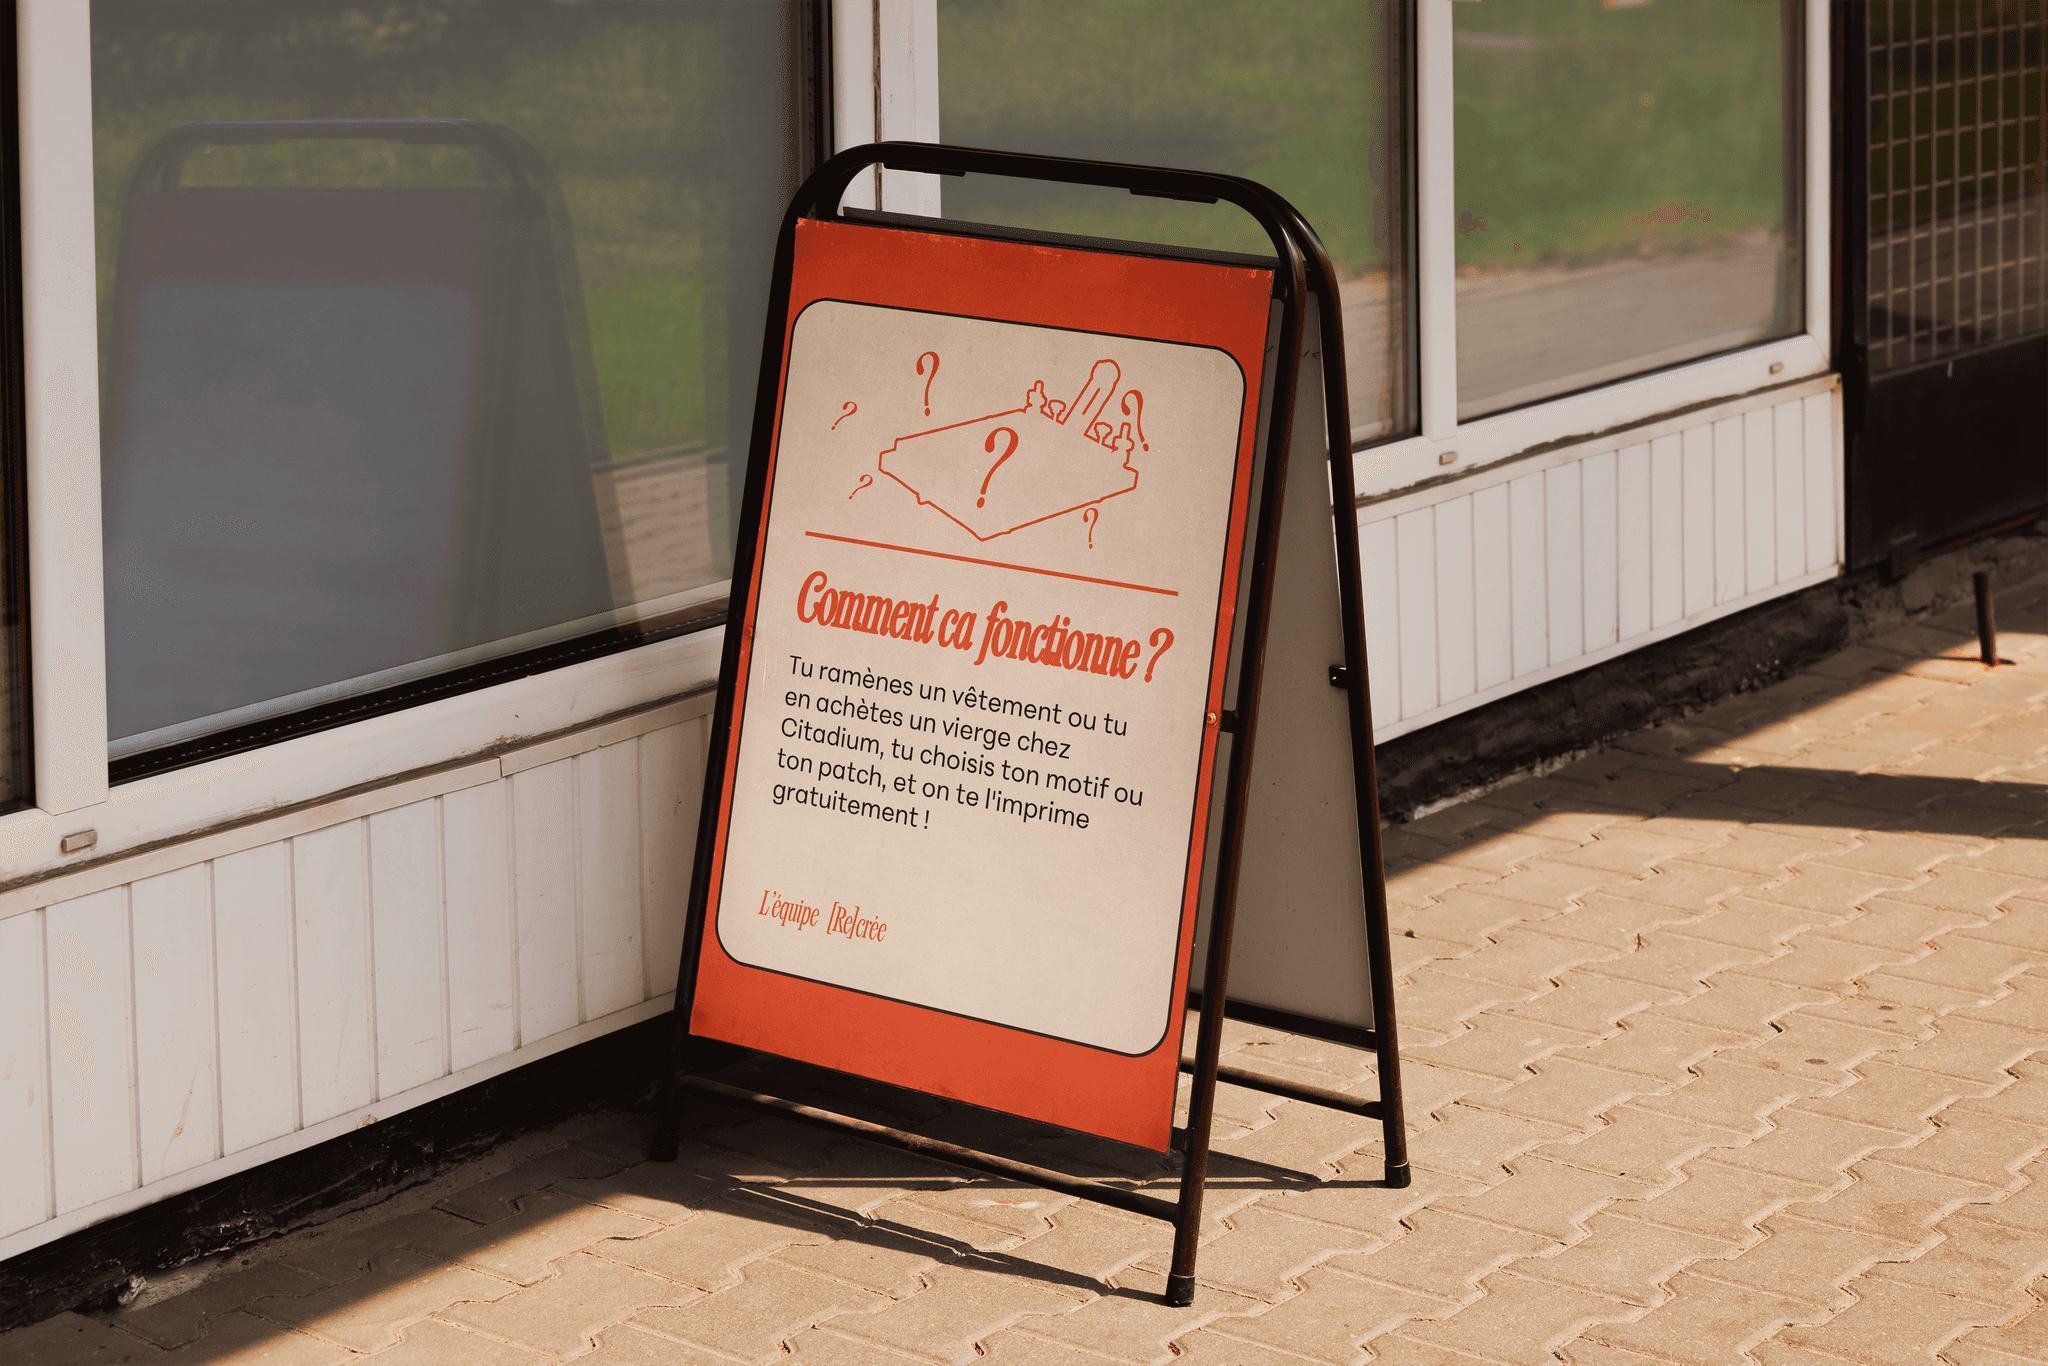 Comment ca fonctionne ?
Tu ramènes un vêtement ou tu
en achètes un vierge chez
Citadium, tu choisis ton motif ou
ton patch, et on te l'imprime
gratuitement !
L'équipe [Re]crée